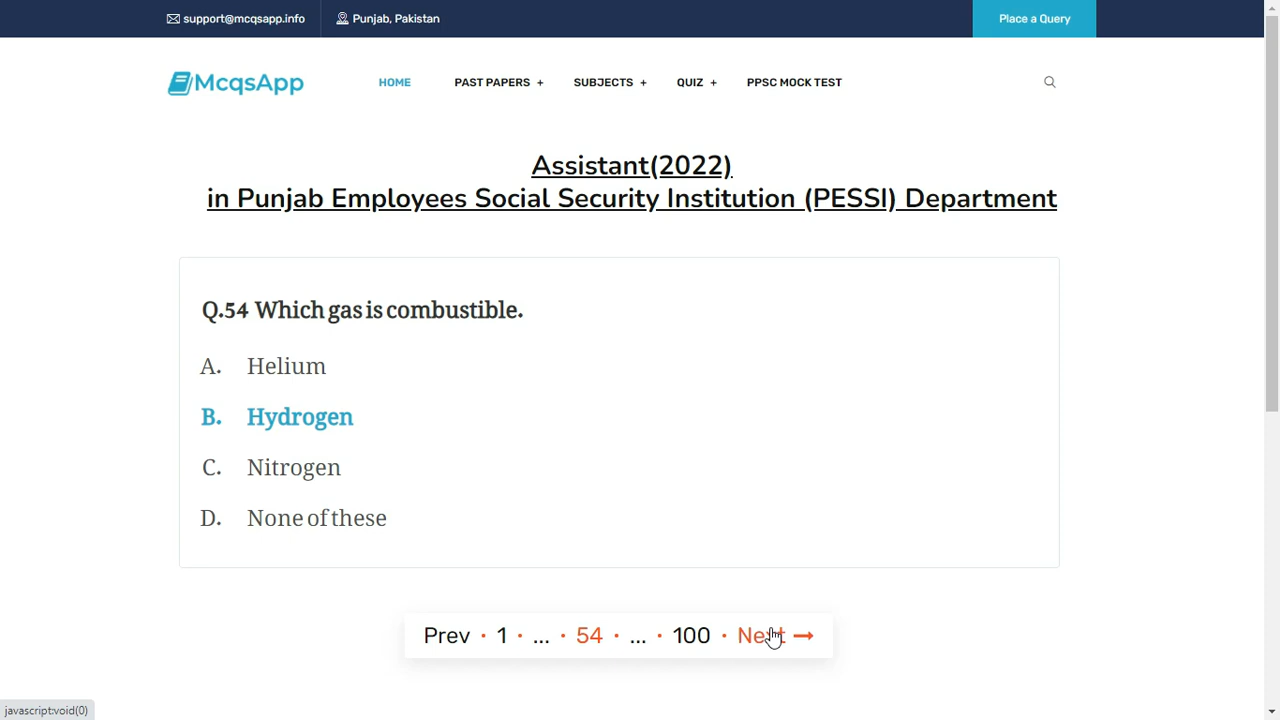 support@mcqsapp.info Punjab, Pakistan Place a Query
McqsApp HOME PAST PAPERS + SUBJECTS + QUIZ + PPSC MOCK TEST
Assistant(2022)
in Punjab Employees Social Security Institution (PESSI) Department
Q.54 Which gas is combustible.
A. Helium
B. Hydrogen
C. Nitrogen
D. None of these
Prev · 1 · ... · 54 · ... · 100 · Next →
javascript:void(0)